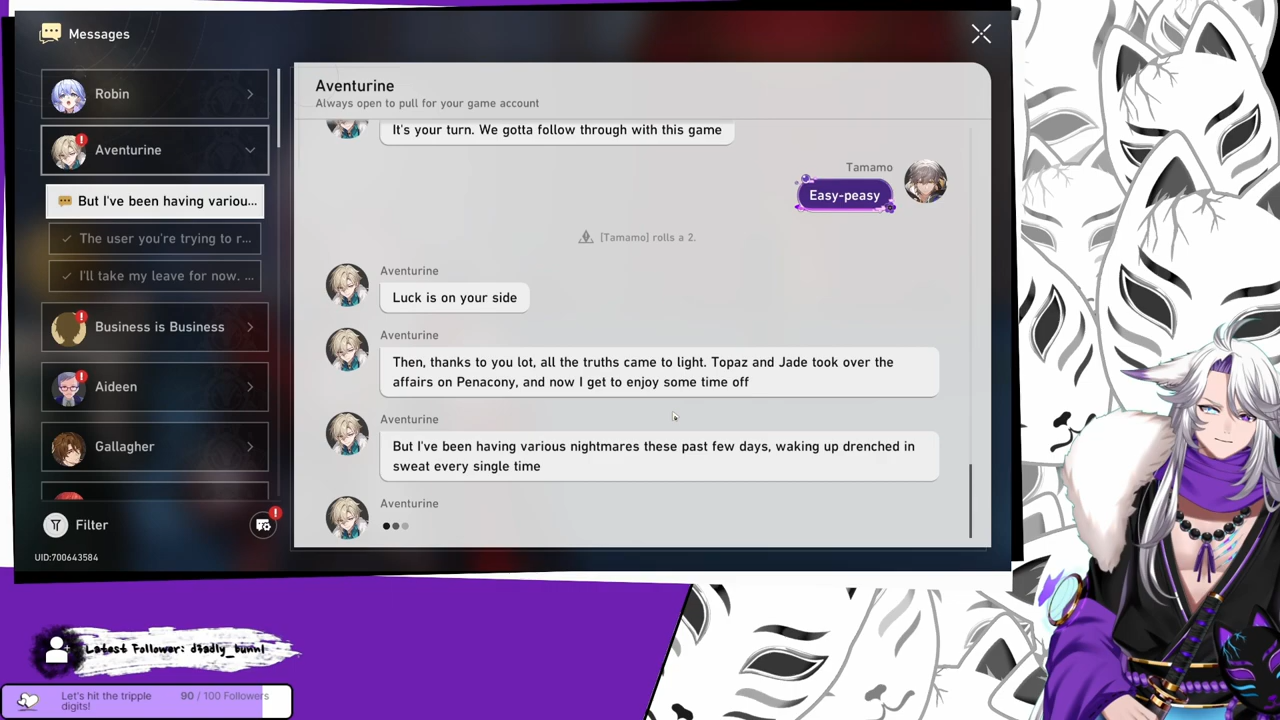 Messages
Robin
Aventurine
But I've been having variou...
The user you're trying to r...
I'll take my leave for now. ...
Business is Business
Aideen
Gallagher
Filter
UID:700643584
Aventurine
Always open to pull for your game account
It's your turn. We gotta follow through with this game
Tamamo
Easy-peasy
[Tamamo] rolls a 2.
Aventurine
Luck is on your side
Aventurine
Then, thanks to you lot, all the truths came to light. Topaz and Jade took over the
affairs on Penacony, and now I get to enjoy some time off
Aventurine
But I've been having various nightmares these past few days, waking up drenched in
sweat every single time
Aventurine
Latest Follower: d3adly_bunn1
Let's hit the tripple
digits!
90 / 100 Followers